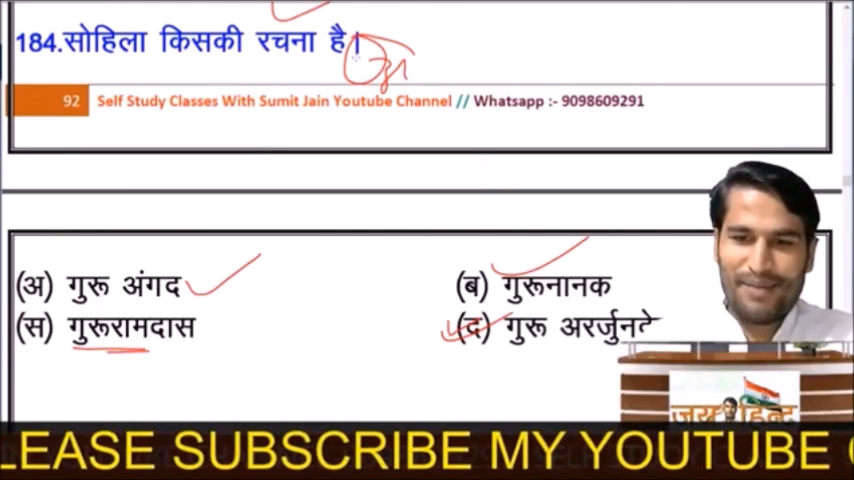 184.सोहिला किसकी रचना है।
92 Self Study Classes With Sumit Jain Youtube Channel // Whatsapp :- 9098609291
(अ) गुरू अंगद (ब) गुरूनानक
(स) गुरूरामदास (द) गुरू अरर्जुनदे
जय हिन्द
LEASE SUBSCRIBE MY YOUTUBE